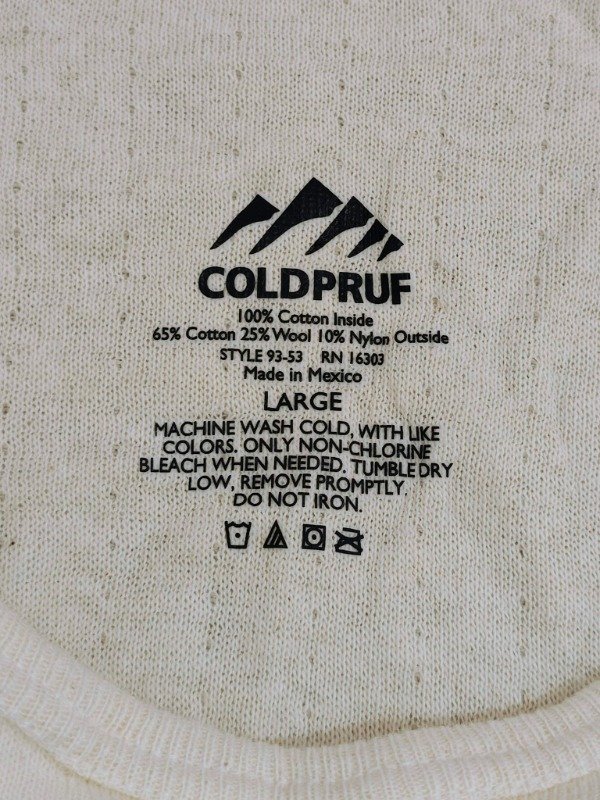 COLDPRUF
100% Cotton Inside
65% Cotton 25% Wool 10% Nylon Outside
STYLE 93-53 RN 16303
Made in Mexico
LARGE
MACHINE WASH COLD, WITH LIKE
COLORS. ONLY NON-CHLORINE
BLEACH WHEN NEEDED. TUMBLE DRY
LOW, REMOVE PROMPTLY.
DO NOT IRON.